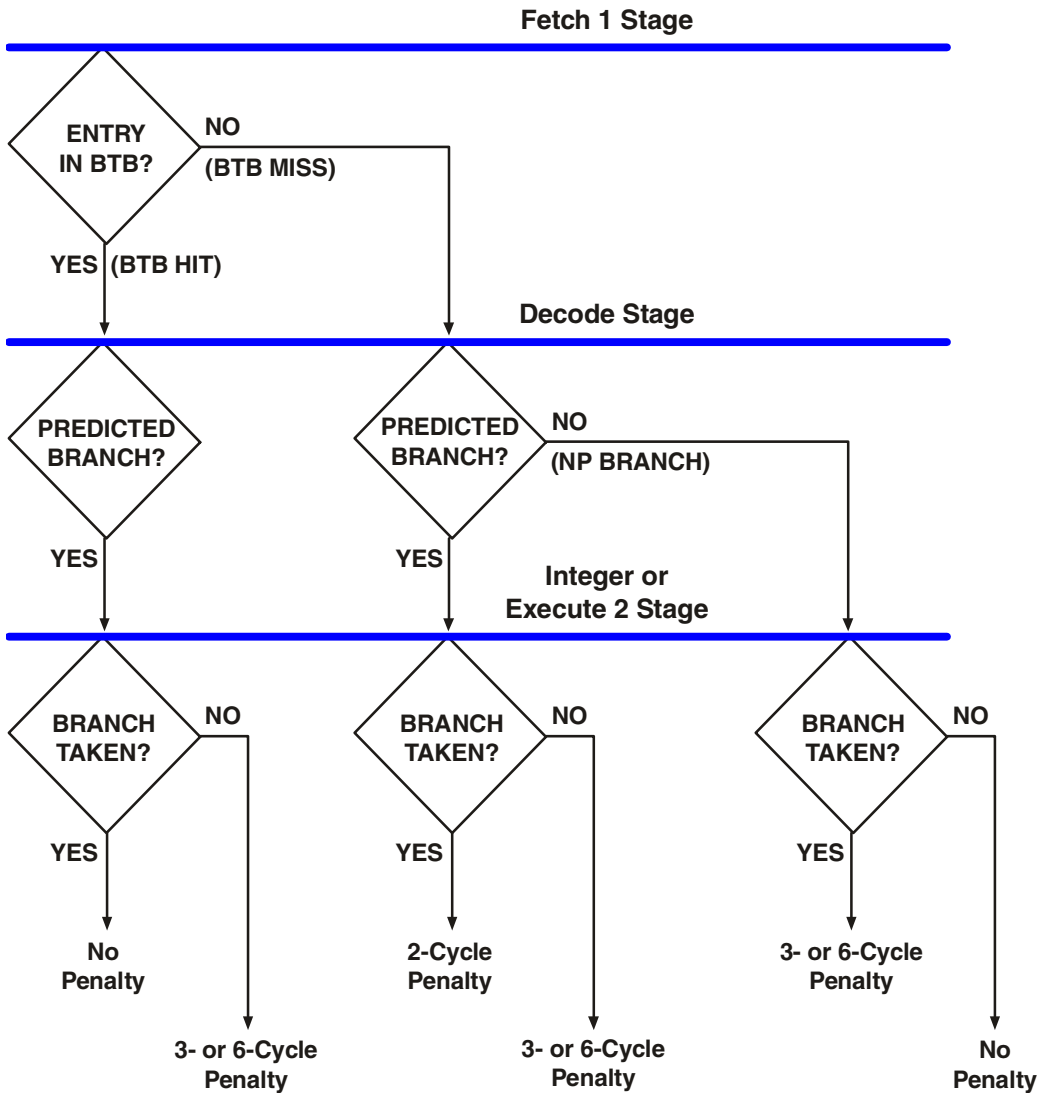 Fetch 1 Stage
ENTRY
IN BTB?
NO
(BTB MISS)
YES (BTB HIT)
Decode Stage
PREDICTED
BRANCH?
YES
PREDICTED
BRANCH?
NO
(NP BRANCH)
YES
Integer or
Execute 2 Stage
BRANCH
TAKEN?
NO
YES
No
Penalty
3- or 6-Cycle
Penalty
BRANCH
TAKEN?
NO
YES
2-Cycle
Penalty
3- or 6-Cycle
Penalty
BRANCH
TAKEN?
NO
YES
3- or 6-Cycle
Penalty
No
Penalty